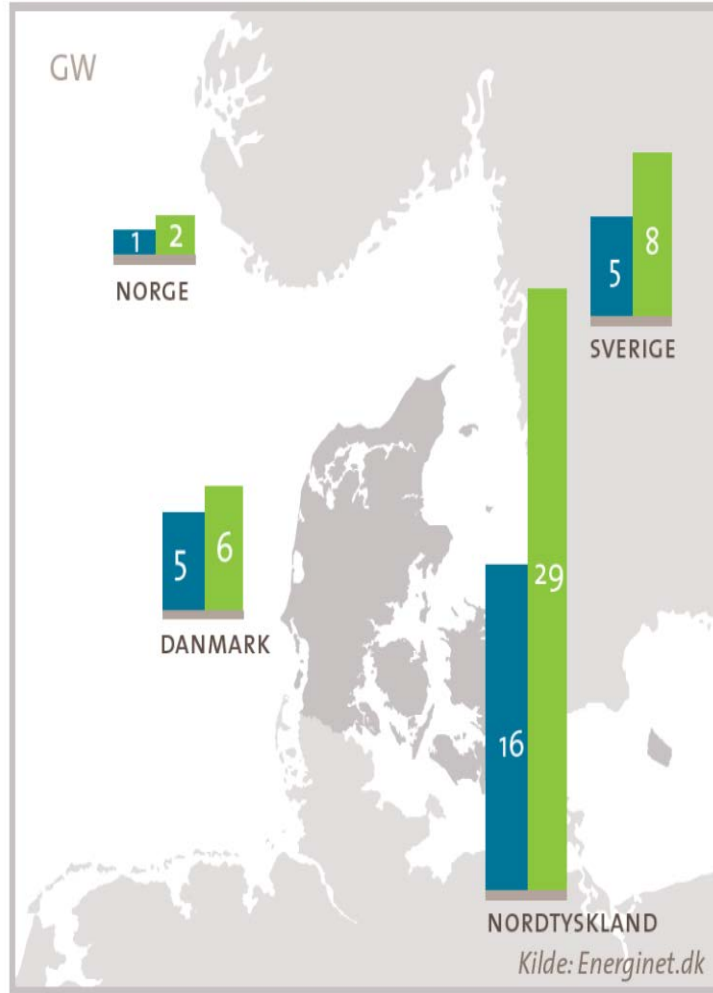 GW
1
2
NORGE
5
8
SVERIGE
5
6
DANMARK
16
29
NORDTYSKLAND
Kilde: Energinet.dk